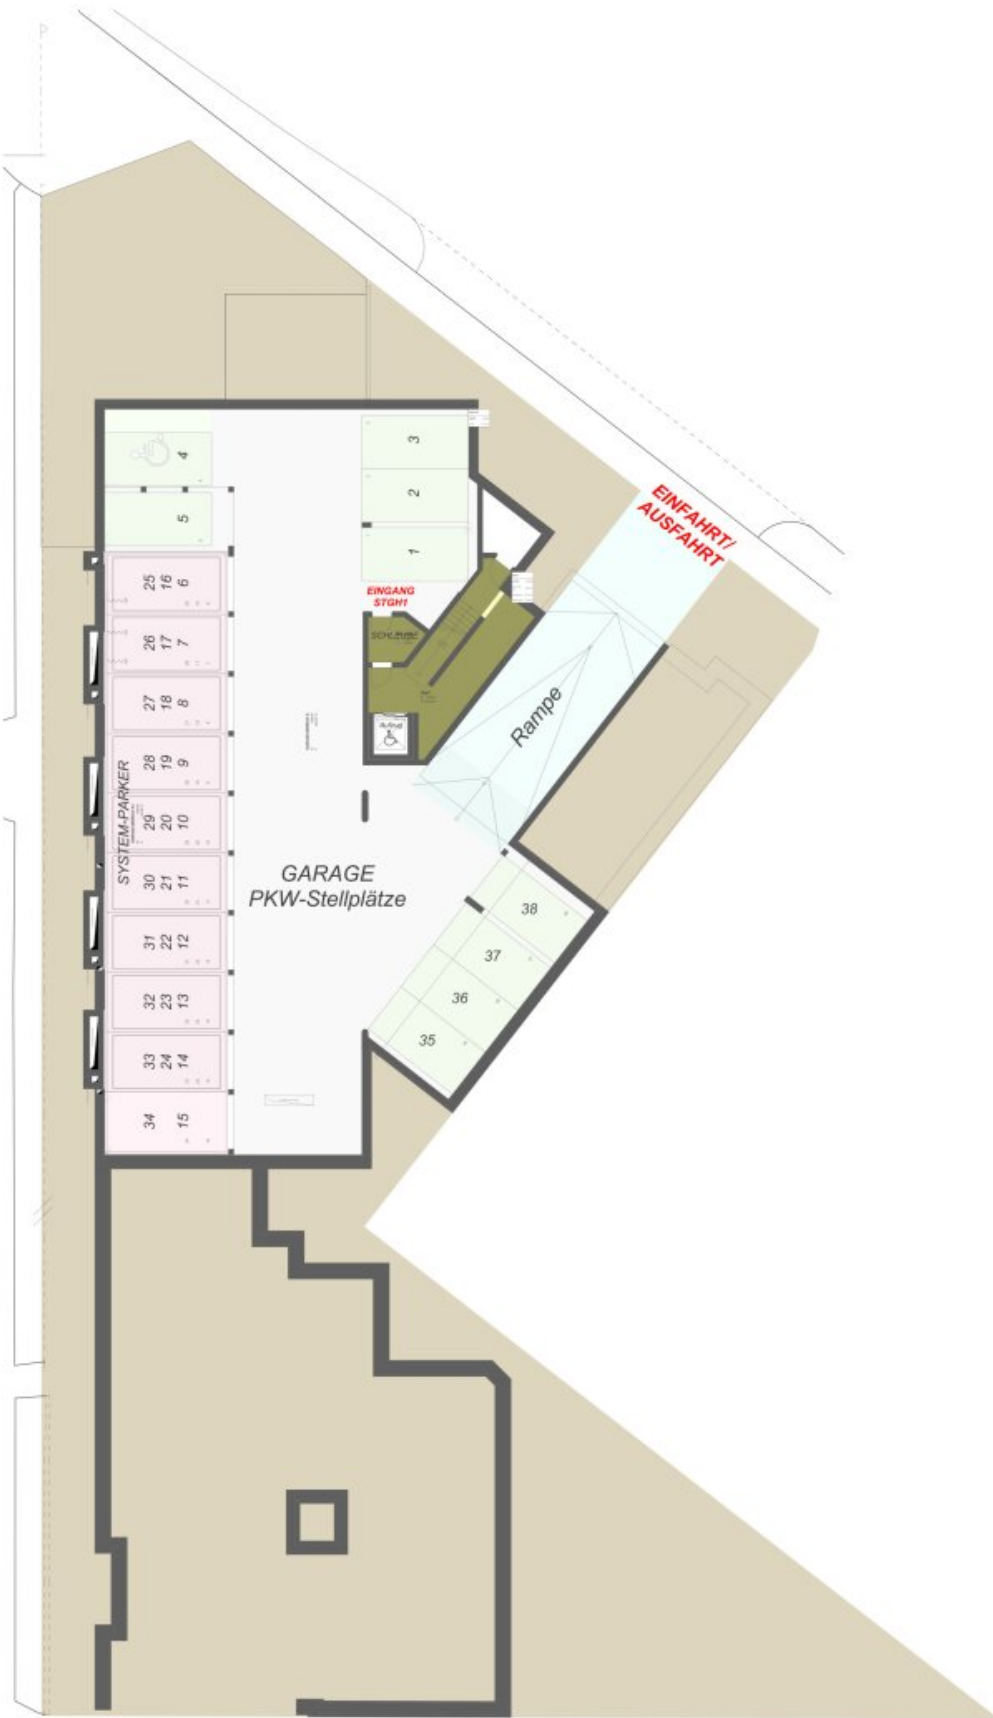 EINFAHRT/
AUSFAHRT
3
4
2
5
1
EINGANG
STGH1
SCHLEUSE
25 16 6
26 17 7
27 18 8
28 19 9
29 20 10
30 21 11
31 22 12
32 23 13
33 24 14
34 15
SYSTEM-PARKER
Aufzug
Rampe
GARAGE
PKW-Stellplätze
38
37
36
35